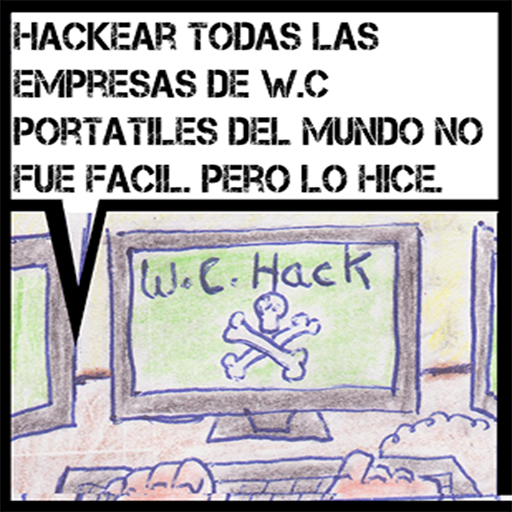 HACKEAR TODAS LAS
EMPRESAS DE W.C
PORTATILES DEL MUNDO NO
FUE FACIL. PERO LO HICE.
W.C. Hack